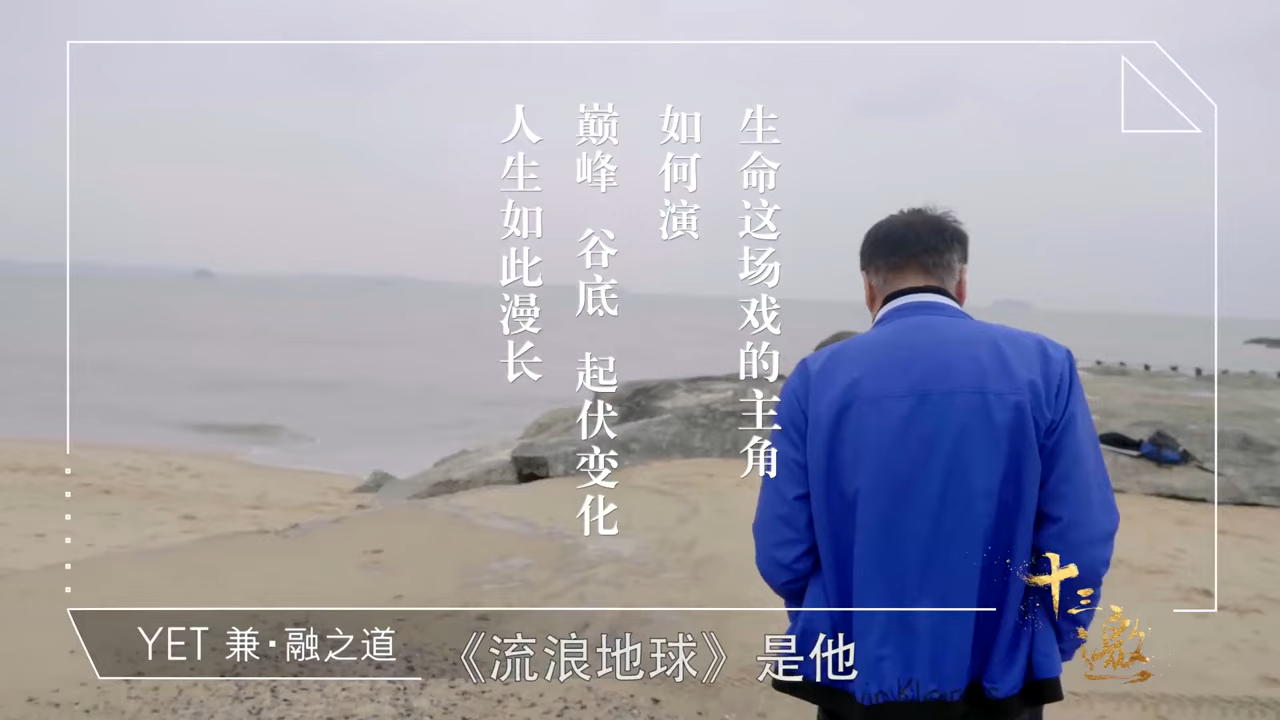 生命这场戏的主角
如何演
巅峰 谷底 起伏变化
人生如此漫长
十三邀
YET 兼·融之道
《流浪地球》是他